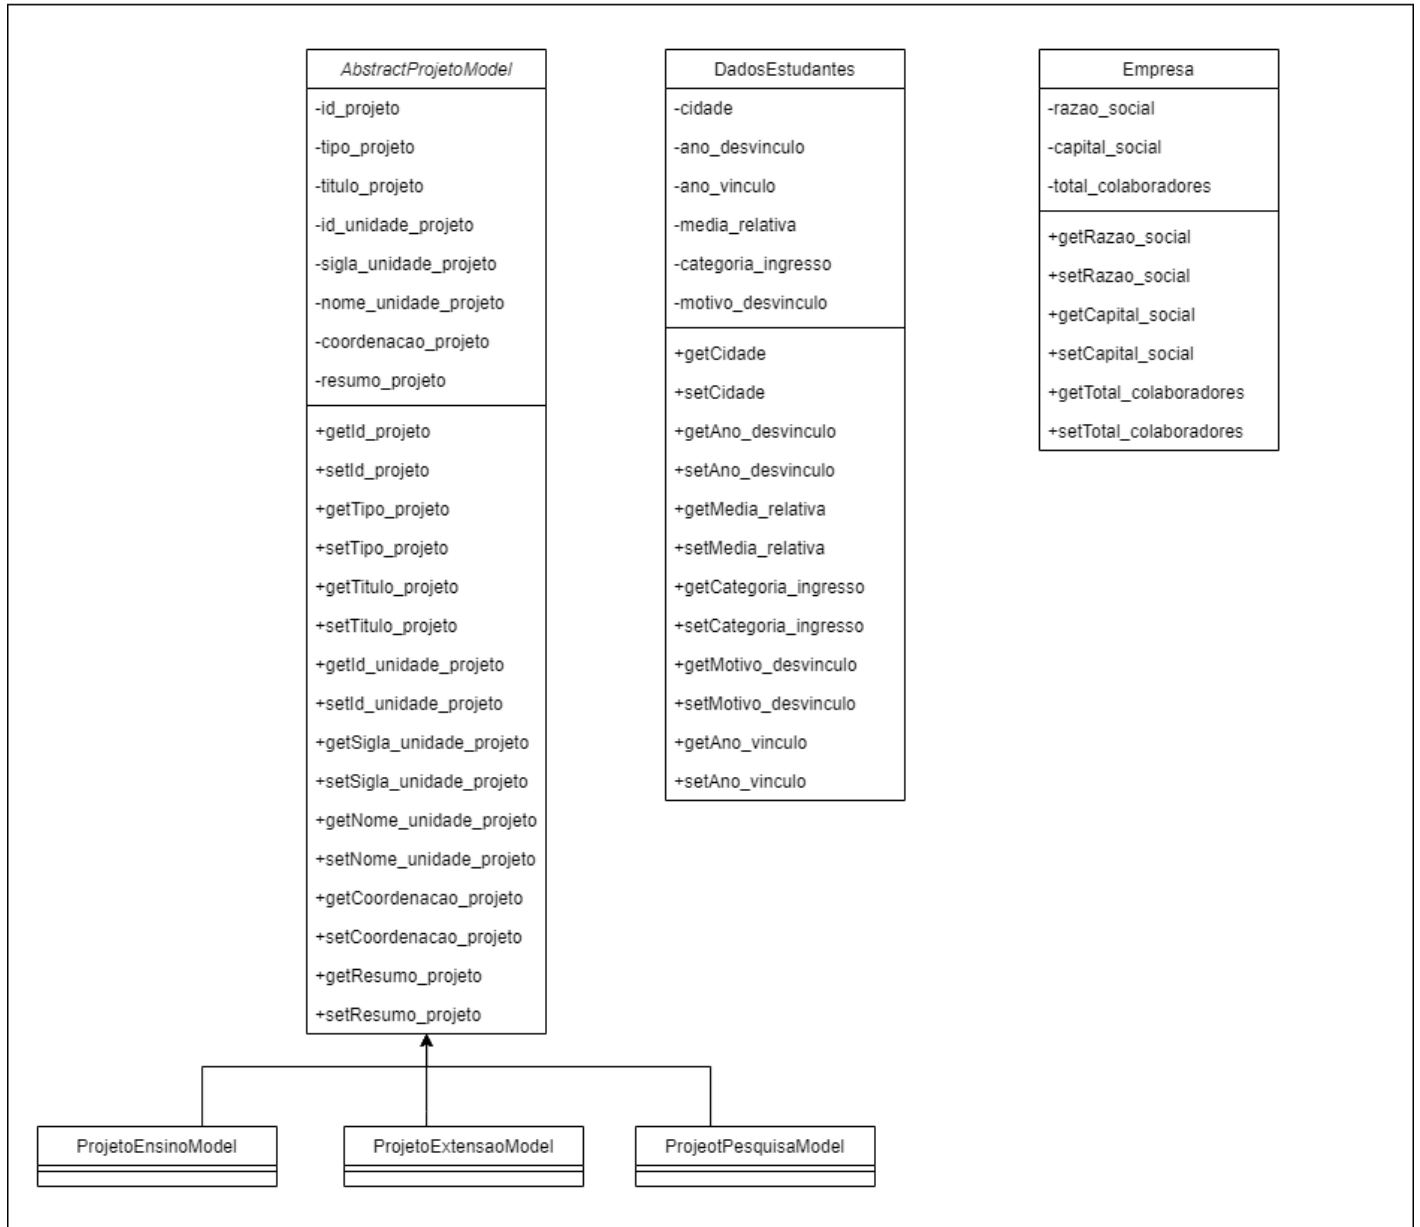 AbstractProjetoModel
-id_projeto
-tipo_projeto
-titulo_projeto
-id_unidade_projeto
-sigla_unidade_projeto
-nome_unidade_projeto
-coordenacao_projeto
-resumo_projeto
+getId_projeto
+setId_projeto
+getTipo_projeto
+setTipo_projeto
+getTitulo_projeto
+setTitulo_projeto
+getId_unidade_projeto
+setId_unidade_projeto
+getSigla_unidade_projeto
+setSigla_unidade_projeto
+getNome_unidade_projeto
+setNome_unidade_projeto
+getCoordenacao_projeto
+setCoordenacao_projeto
+getResumo_projeto
+setResumo_projeto
DadosEstudantes
-cidade
-ano_desvinculo
-ano_vinculo
-media_relativa
-categoria_ingresso
-motivo_desvinculo
+getCidade
+setCidade
+getAno_desvinculo
+setAno_desvinculo
+getMedia_relativa
+setMedia_relativa
+getCategoria_ingresso
+setCategoria_ingresso
+getMotivo_desvinculo
+setMotivo_desvinculo
+getAno_vinculo
+setAno_vinculo
Empresa
-razao_social
-capital_social
-total_colaboradores
+getRazao_social
+setRazao_social
+getCapital_social
+setCapital_social
+getTotal_colaboradores
+setTotal_colaboradores
ProjetoEnsinoModel
ProjetoExtensaoModel
ProjeotPesquisaModel